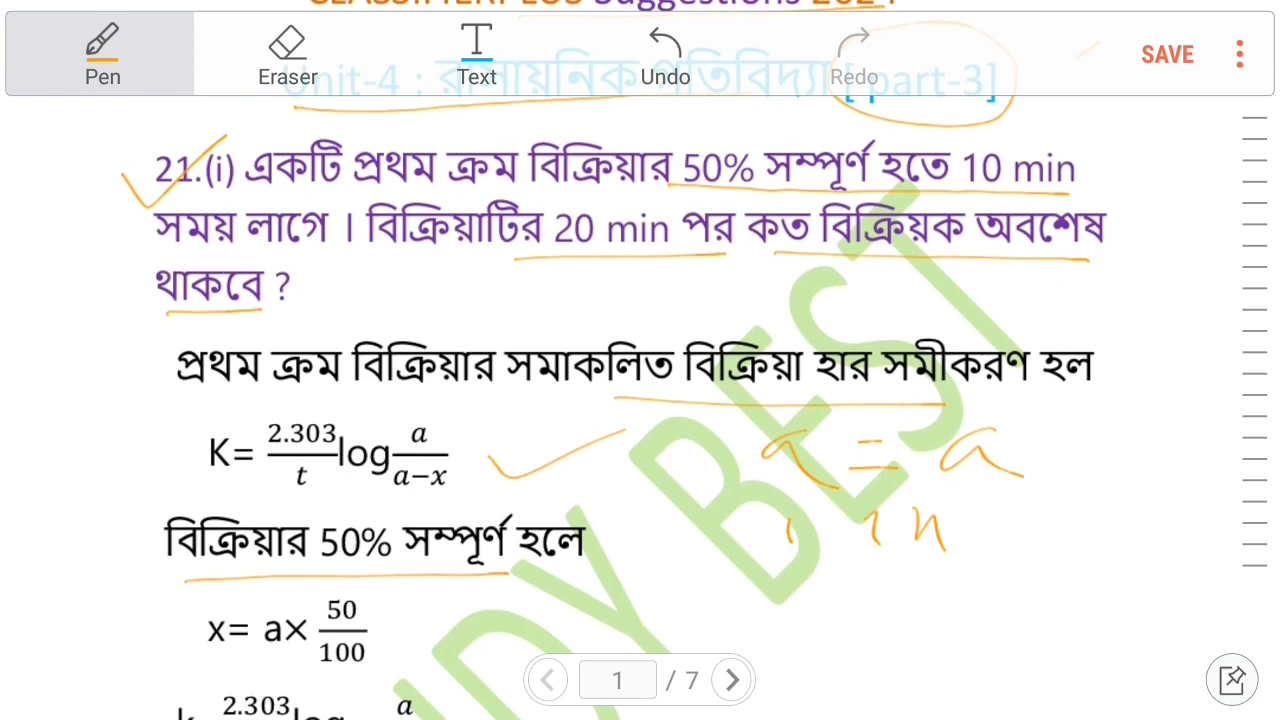 Pen
Eraser
Text
Undo
Redo
SAVE
Unit-4 : রাসায়নিক গতিবিদ্যা [part-3]
21.(i) একটি প্রথম ক্রম বিক্রিয়ার 50% সম্পূর্ণ হতে 10 min
সময় লাগে । বিক্রিয়াটির 20 min পর কত বিক্রিয়ক অবশেষ
থাকবে ?
প্রথম ক্রম বিক্রিয়ার সমাকলিত বিক্রিয়া হার সমীকরণ হল
K= 2.303/t log a/a−x
বিক্রিয়ার 50% সম্পূর্ণ হলে
x= a× 50/100
STUDY BEST
1 / 7